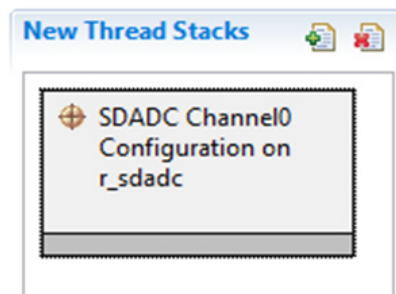 New Thread Stacks
SDADC Channel0
Configuration on
r_sdadc